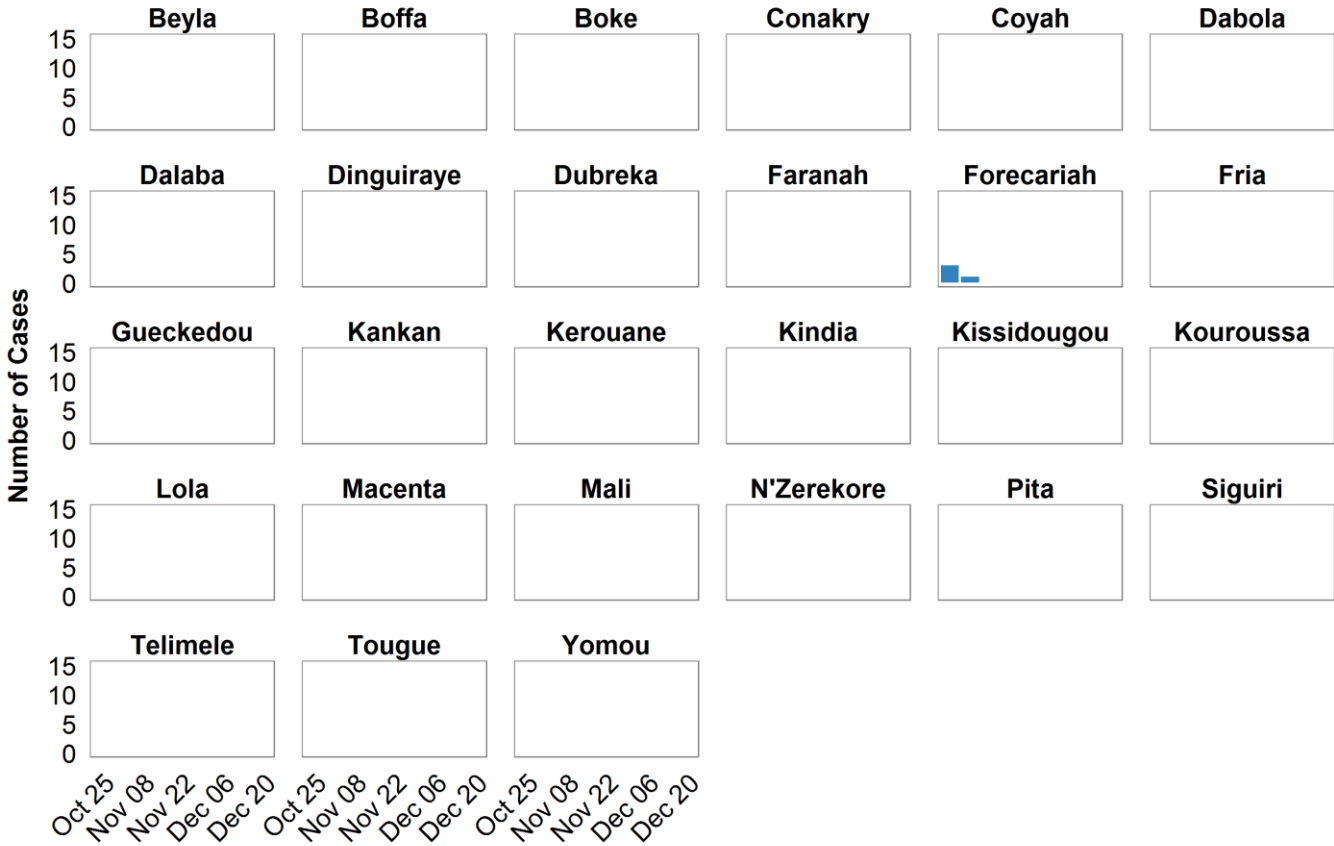 Beyla Boffa Boke Conakry Coyah Dabola
15
10
5
0
Dalaba Dinguiraye Dubreka Faranah Forecariah Fria
15
10
5
0
Number of Cases
Gueckedou Kankan Kerouane Kindia Kissidougou Kouroussa
15
10
5
0
Lola Macenta Mali N'Zerekore Pita Siguiri
15
10
5
0
Telimele Tougue Yomou
15
10
5
0
Oct 25 Nov 08 Nov 22 Dec 06 Dec 20 Oct 25 Nov 08 Nov 22 Dec 06 Dec 20 Oct 25 Nov 08 Nov 22 Dec 06 Dec 20